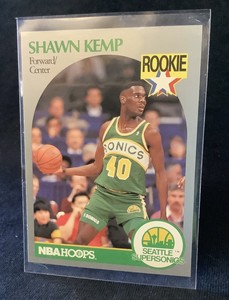 SHAWN KEMP
Forward/
Center
ROOKIE
SONICS
40
NBA HOOPS
SEATTLE
SUPERSONICS